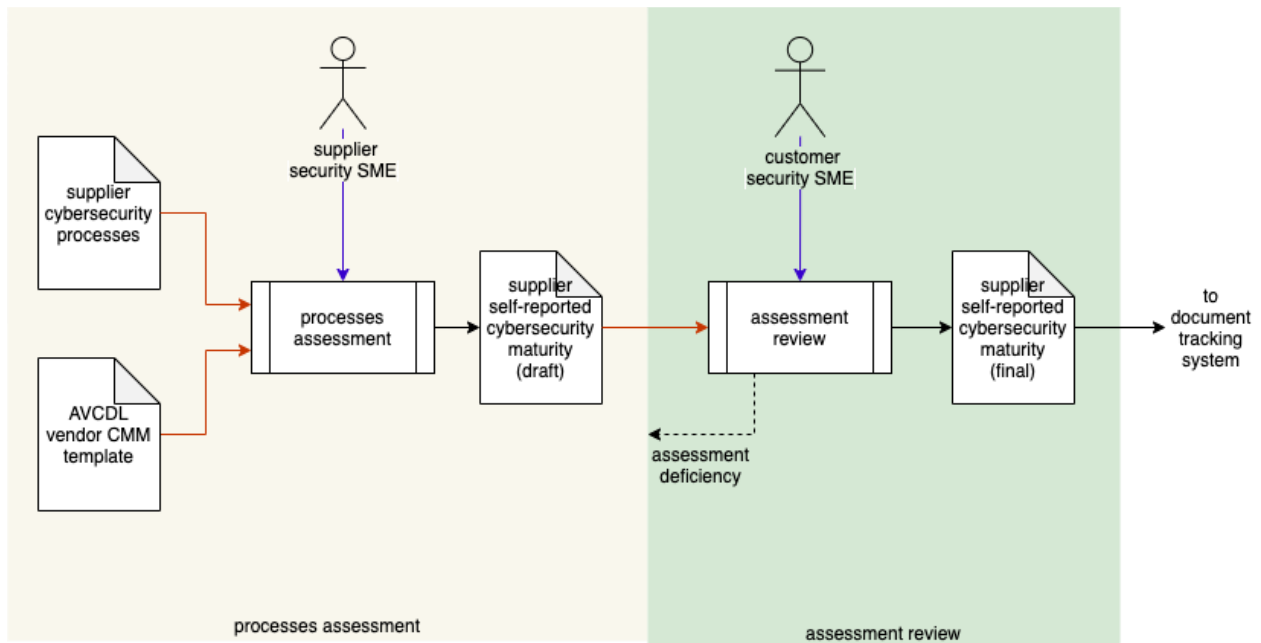 supplier
security SME
customer
security SME
supplier
cybersecurity
processes
AVCDL
vendor CMM
template
processes
assessment
supplier
self-reported
cybersecurity
maturity
(draft)
assessment
review
supplier
self-reported
cybersecurity
maturity
(final)
to
document
tracking
system
assessment
deficiency
processes assessment
assessment review